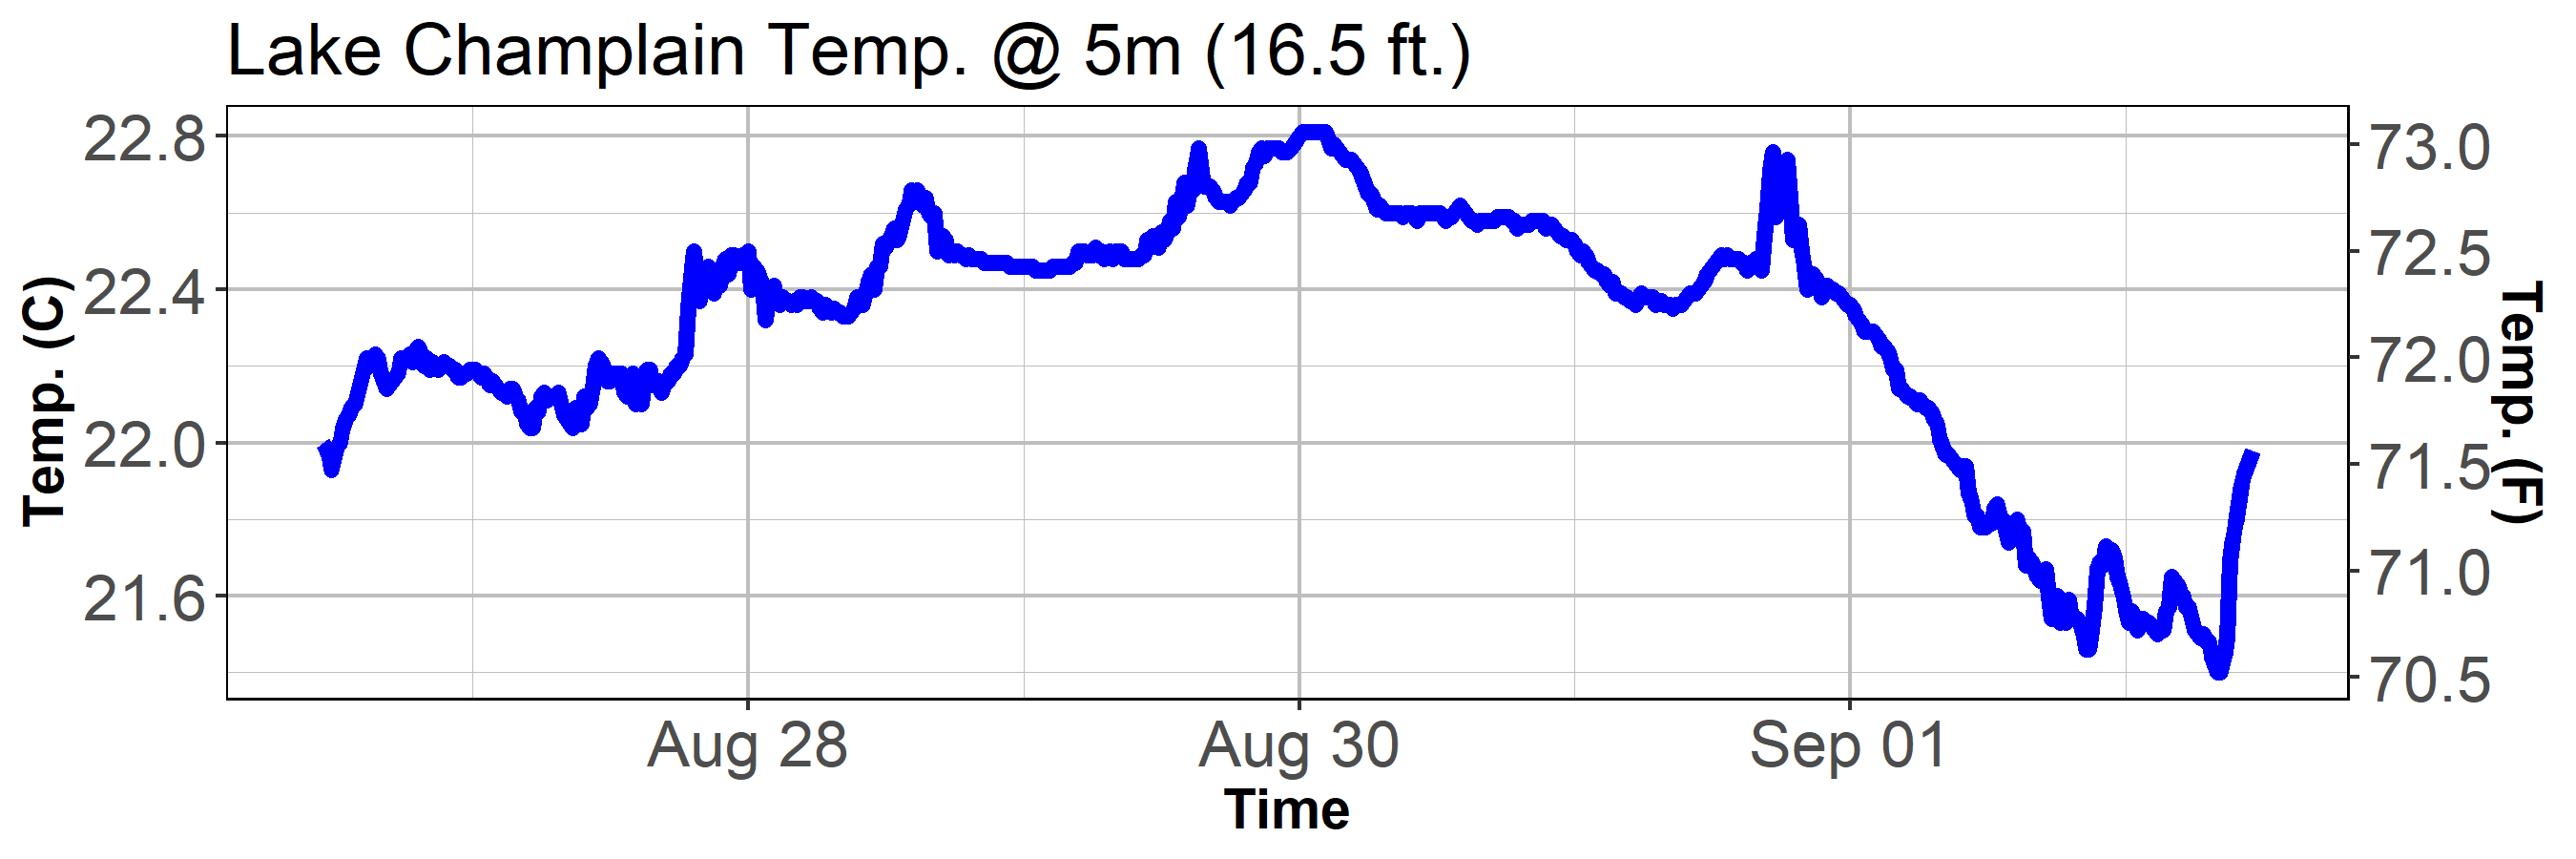 Lake Champlain Temp. @ 5m (16.5 ft.)
Temp. (C)
22.8
22.4
22.0
21.6
73.0
72.5
72.0
71.5
71.0
70.5
Temp. (F)
Aug 28 Aug 30 Sep 01
Time